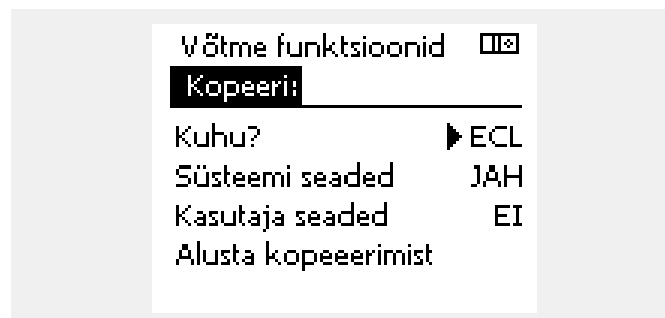 Võtme funktsioonid
Kopeeri:
Kuhu? ECL
Süsteemi seaded JAH
Kasutaja seaded EI
Alusta kopeeerimist